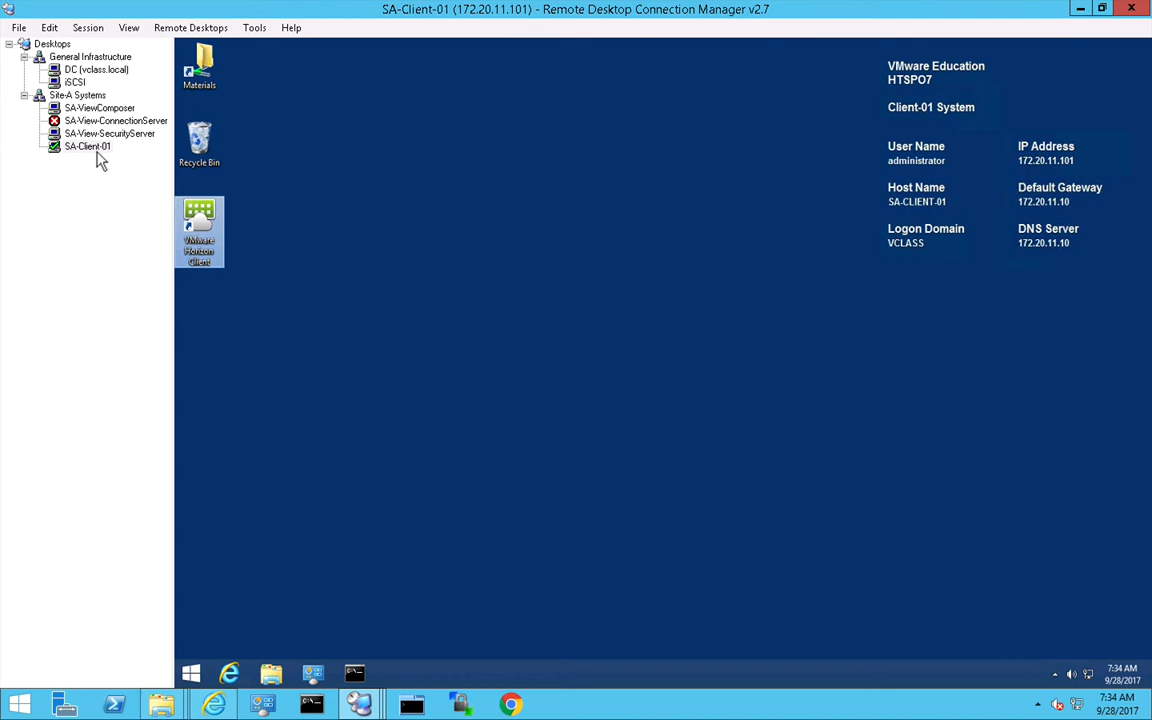 SA-Client-01 (172.20.11.101) - Remote Desktop Connection Manager v2.7
File Edit Session View Remote Desktops Tools Help
Desktops
General Infrastructure
DC (vclass.local)
iSCSI
Site-A Systems
SA-ViewComposer
SA-View-ConnectionServer
SA-View-SecurityServer
SA-Client-01
Materials
Recycle Bin
VMware
Horizon
Client
VMware Education
HTSPO7
Client-01 System
User Name
administrator
IP Address
172.20.11.101
Host Name
SA-CLIENT-01
Default Gateway
172.20.11.10
Logon Domain
VCLASS
DNS Server
172.20.11.10
7:34 AM
9/28/2017
7:34 AM
9/28/2017